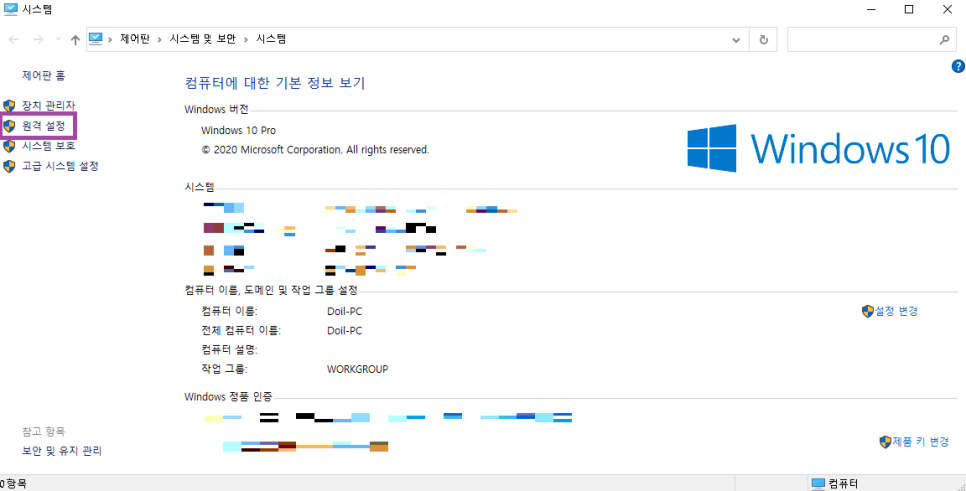 시스템
제어판 › 시스템 및 보안 › 시스템
제어판 홈
장치 관리자
원격 설정
시스템 보호
고급 시스템 설정
컴퓨터에 대한 기본 정보 보기
Windows 버전
Windows 10 Pro
© 2020 Microsoft Corporation. All rights reserved.
Windows 10
시스템
컴퓨터 이름, 도메인 및 작업 그룹 설정
컴퓨터 이름: Doil-PC
설정 변경
전체 컴퓨터 이름: Doil-PC
컴퓨터 설명:
작업 그룹: WORKGROUP
Windows 정품 인증
제품 키 변경
참고 항목
보안 및 유지 관리
0 항목
컴퓨터